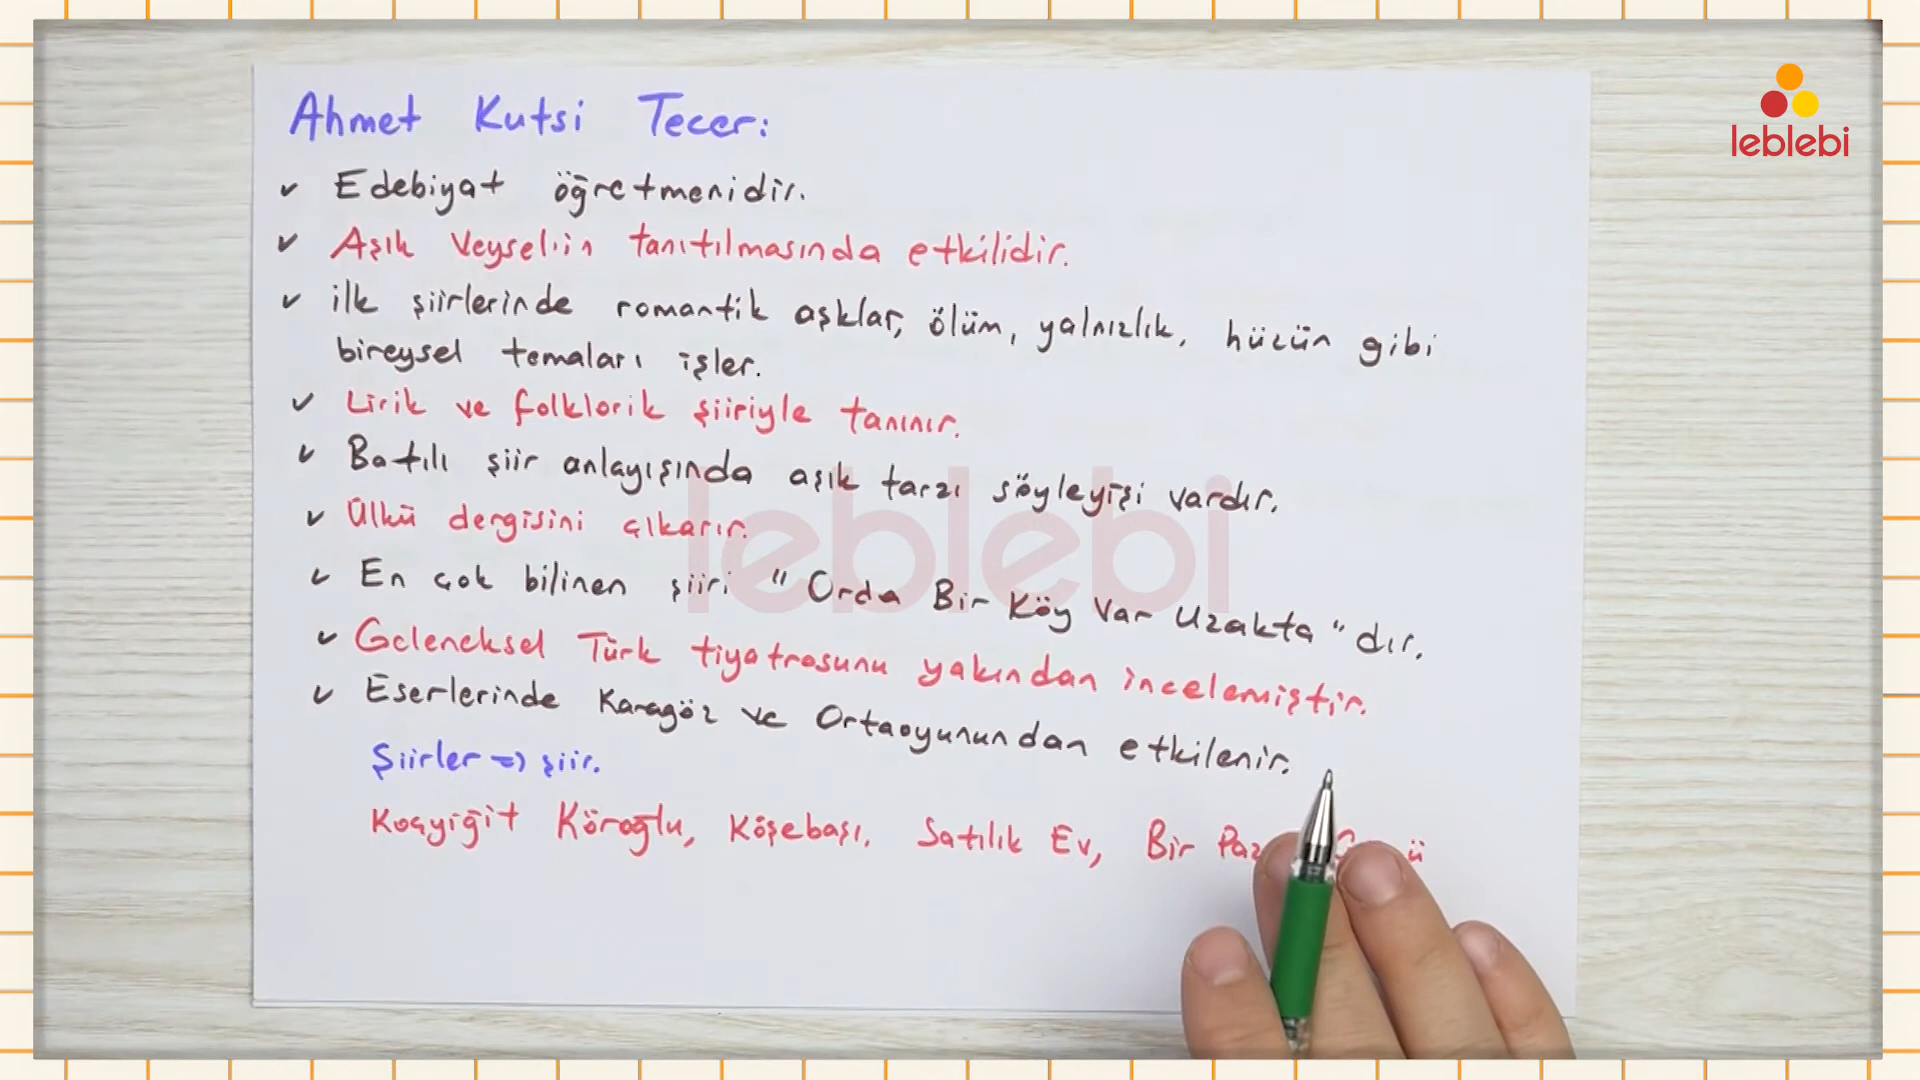 leblebi
Ahmet Kutsi Tecer:
✓ Edebiyat öğretmenidir.
✓ Aşık Veysel'in tanıtılmasında etkilidir.
✓ ilk şiirlerinde romantik aşklar, ölüm, yalnızlık, hüzün gibi
bireysel temaları işler.
✓ Lirik ve folklorik şiiriyle tanınır.
✓ Batılı şiir anlayışında aşık tarzı söyleyişi vardır.
✓ Ülkü dergisini çıkarır.
✓ En çok bilinen şiiri "Orda Bir Köy Var Uzakta" dır.
✓ Geleneksel Türk tiyatrosunu yakından incelemiştir.
✓ Eserlerinde Karagöz ve Ortaoyunundan etkilenir.
Şiirler => şiir.
Koçyiğit Köroğlu, Köşebaşı, Satılık Ev, Bir
leblebi